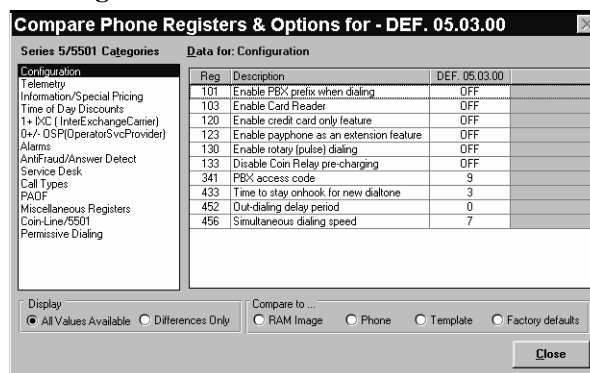 Compare Phone Registers & Options for - DEF. 05.03.00
Series 5/5501 Categories
Data for: Configuration
Configuration
Telemetry
Information/Special Pricing
Time of Day Discounts
1+ IXC ( InterExchangeCarrier)
0+/- OSP(OperatorSvcProvider)
Alarms
AntiFraud/Answer Detect
Service Desk
Call Types
PAOF
Miscellaneous Registers
Coin-Line/5501
Permissive Dialing
Reg Description DEF. 05.03.00
101 Enable PBX prefix when dialing OFF
103 Enable Card Reader OFF
120 Enable credit card only feature OFF
123 Enable payphone as an extension feature OFF
130 Enable rotary (pulse) dialing OFF
133 Disable Coin Relay pre-charging OFF
341 PBX access code 9
433 Time to stay onhook for new dialtone 3
452 Out-dialing delay period 0
456 Simultaneous dialing speed 7
Display
All Values Available Differences Only
Compare to ...
RAM Image Phone Template Factory defaults
Close